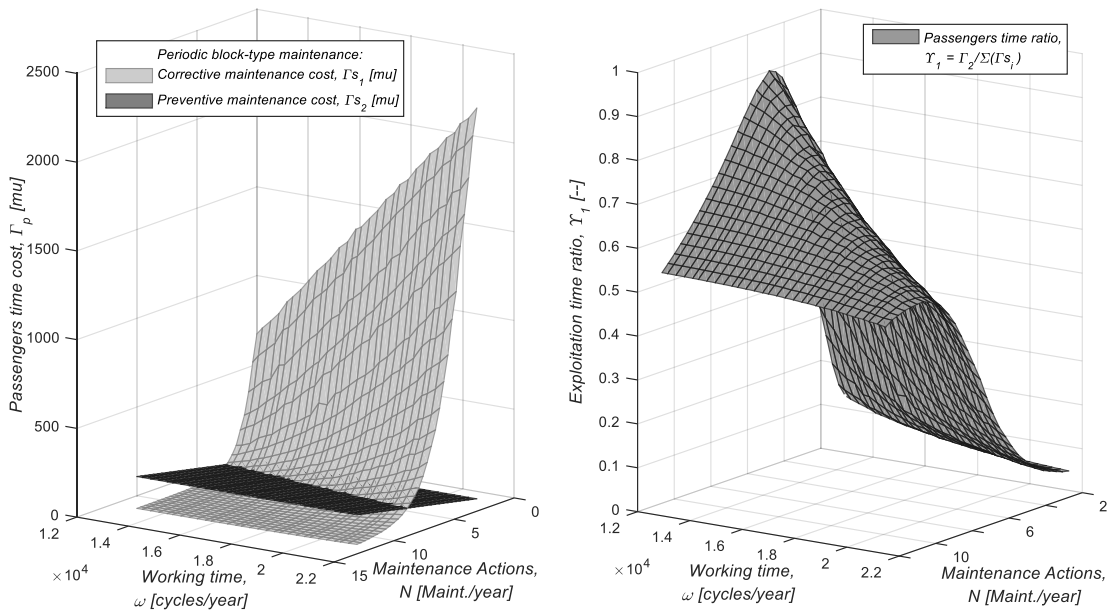 Periodic block-type maintenance:
Corrective maintenance cost, Γs₁ [mu]
Preventive maintenance cost, Γs₂ [mu]
Passengers time cost, Γₚ [mu]
2500
2000
1500
1000
500
0
1.2
1.4
1.6
1.8
2
2.2
× 10⁴
Working time,
ω [cycles/year]
15
10
5
0
Maintenance Actions,
N [Maint./year]
Passengers time ratio,
ϒ₁ = Γ₂/Σ(Γsᵢ)
Exploitation time ratio, ϒ₁ [--]
1
0.9
0.8
0.7
0.6
0.5
0.4
0.3
0.2
0.1
0
1.2
1.4
1.6
1.8
2
2.2
× 10⁴
Working time,
ω [cycles/year]
10
6
2
Maintenance Actions,
N [Maint./year]